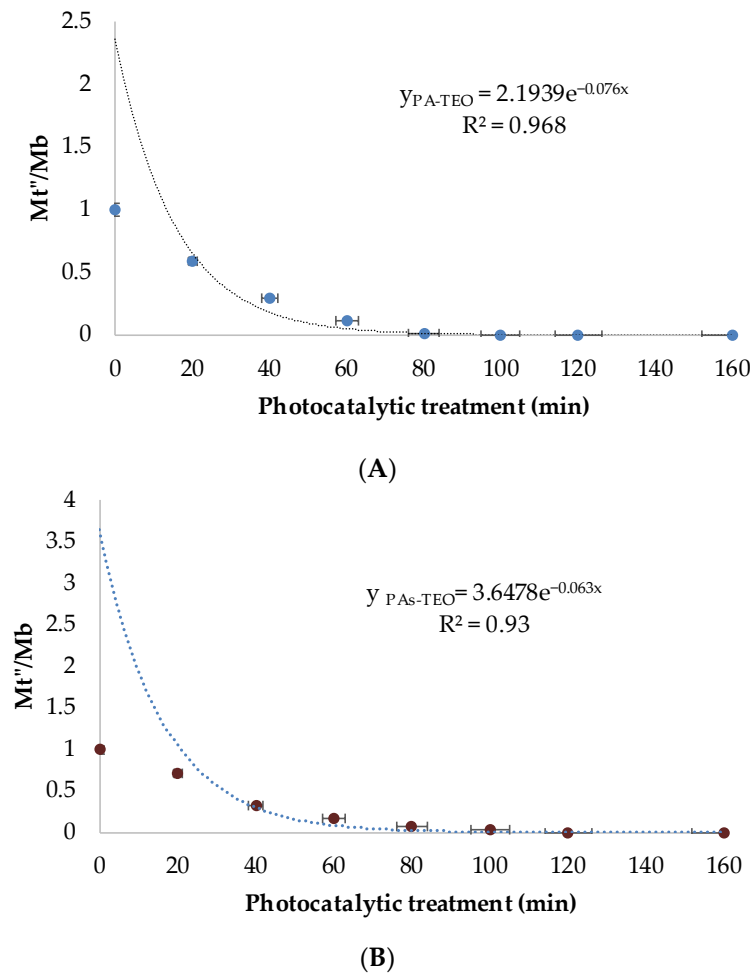 2.5
2
1.5
1
0.5
0
Mt"/Mb
yPA-TEO = 2.1939e−0.076x
R² = 0.968
0 20 40 60 80 100 120 140 160
Photocatalytic treatment (min)
(A)
4
3.5
3
2.5
2
1.5
1
0.5
0
Mt"/Mb
y PAs-TEO= 3.6478e−0.063x
R² = 0.93
0 20 40 60 80 100 120 140 160
Photocatalytic treatment (min)
(B)